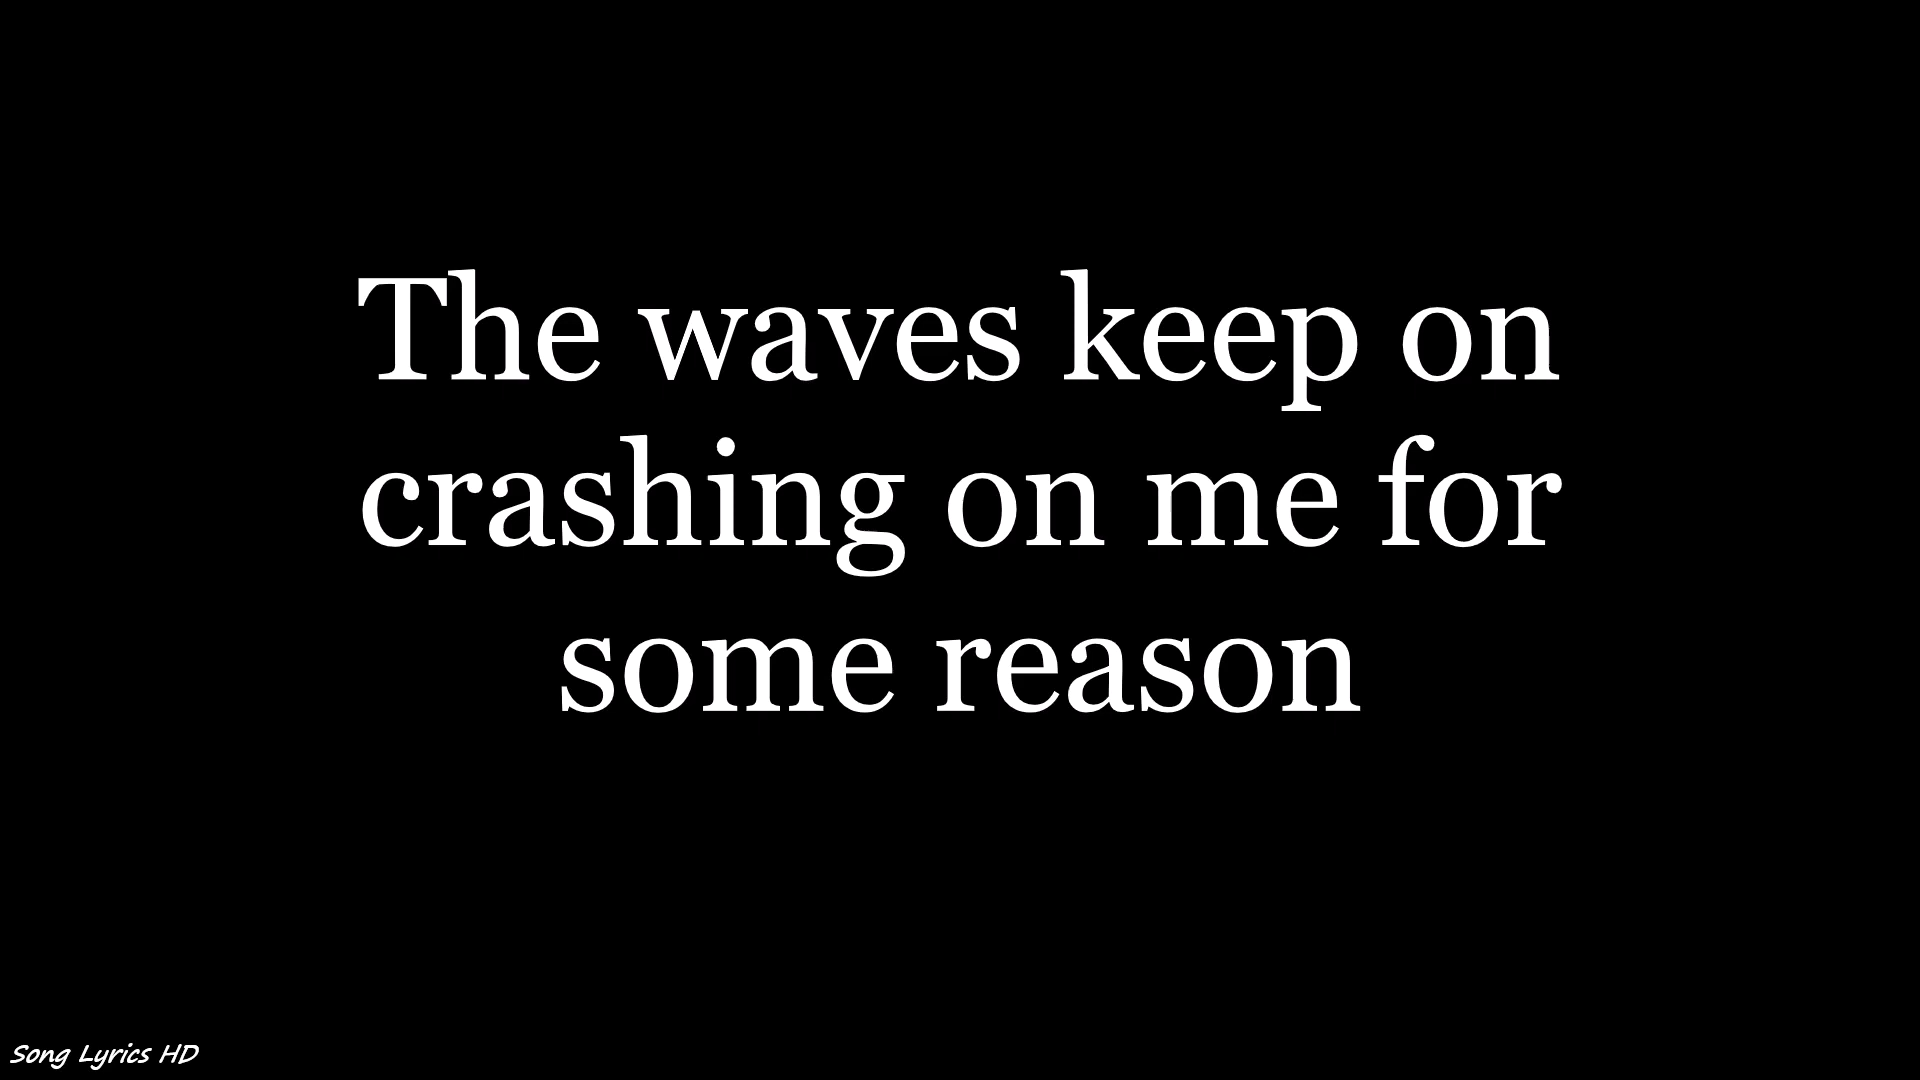 The waves keep on
crashing on me for
some reason
Song Lyrics HD